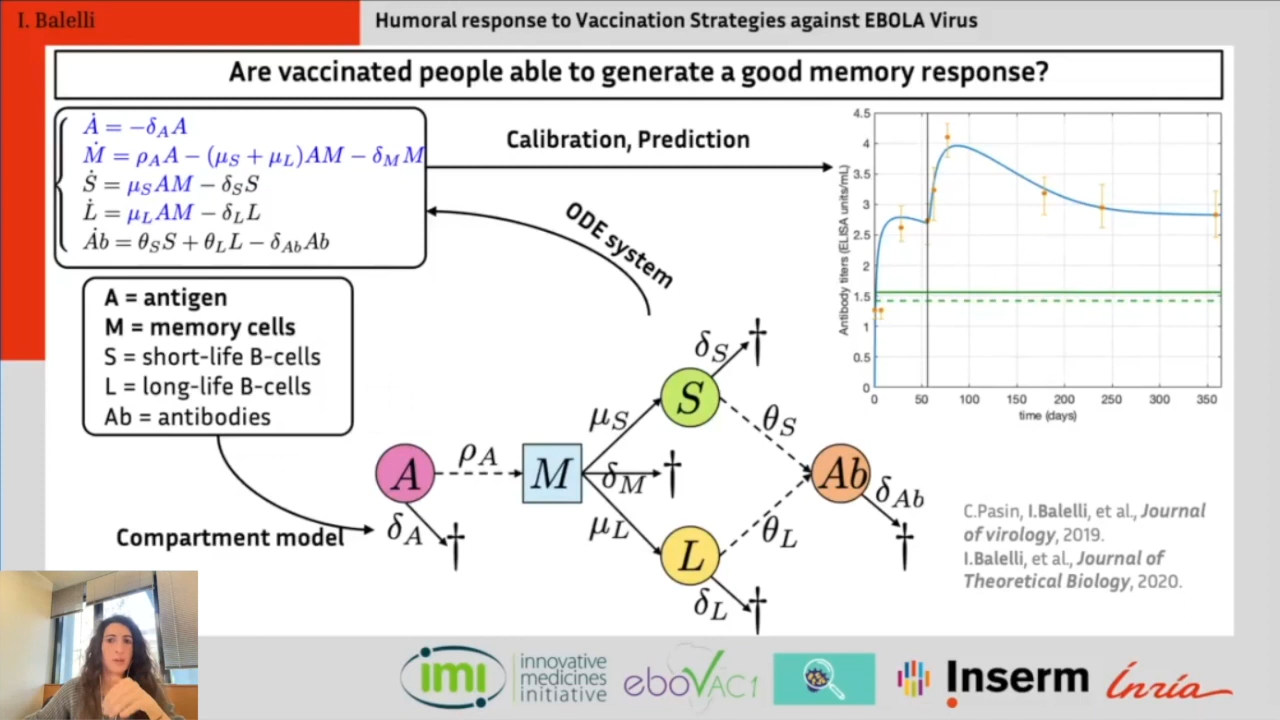 I. Balelli
Humoral response to Vaccination Strategies against EBOLA Virus
Are vaccinated people able to generate a good memory response?
Ȧ = −δ_A A
Ṁ = ρ_A A − (μ_S + μ_L)AM − δ_M M
Ṡ = μ_S AM − δ_S S
L̇ = μ_L AM − δ_L L
Ȧb = θ_S S + θ_L L − δ_Ab Ab
Calibration, Prediction
ODE system
A = antigen
M = memory cells
S = short-life B-cells
L = long-life B-cells
Ab = antibodies
Compartment model
A
ρ_A
M
δ_A
†
μ_S
δ_M
†
μ_L
S
δ_S
†
θ_S
L
δ_L
†
θ_L
Ab
δ_Ab
†
Antibody titers (ELISA units/mL)
4.5
4
3.5
3
2.5
2
1.5
1
0.5
0
0 50 100 150 200 250 300 350
time (days)
C.Pasin, I.Balelli, et al., Journal
of virology, 2019.
I.Balelli, et al., Journal of
Theoretical Biology, 2020.
imi
innovative
medicines
initiative
eboVAC1
Inserm
Inria